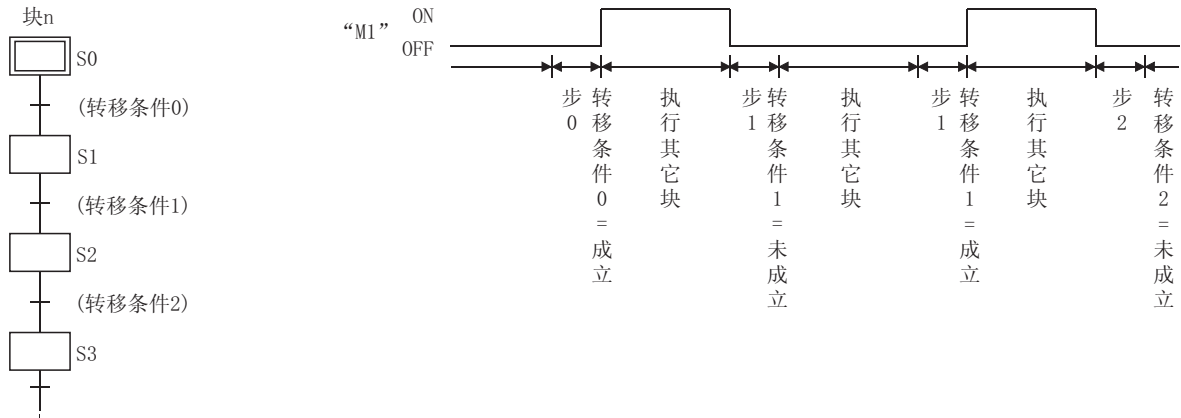 块n
S0
(转移条件0)
S1
(转移条件1)
S2
(转移条件2)
S3
“M1”
ON
OFF
步0
转移条件0=成立
执行其它块
步1
转移条件1=未成立
执行其它块
步1
转移条件1=成立
执行其它块
步2
转移条件2=未成立